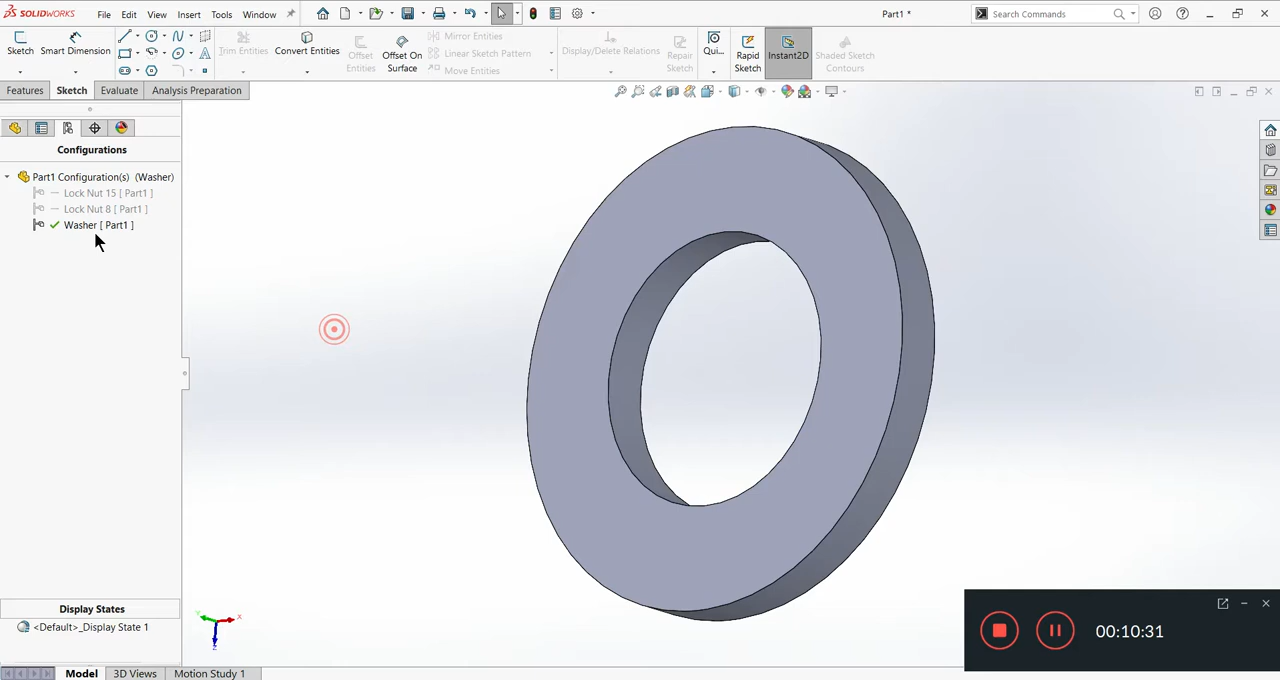 SOLIDWORKS File Edit View Insert Tools Window Part1 * Search Commands
Sketch Smart Dimension Trim Entities Convert Entities Offset Entities Offset On Surface Mirror Entities Linear Sketch Pattern Move Entities Display/Delete Relations Repair Sketch Qui... Rapid Sketch Instant2D Shaded Sketch Contours
Features Sketch Evaluate Analysis Preparation
Configurations
Part1 Configuration(s) (Washer)
Lock Nut 15 [ Part1 ]
Lock Nut 8 [ Part1 ]
Washer [ Part1 ]
Display States
<Default>_Display State 1
00:10:31
Model 3D Views Motion Study 1